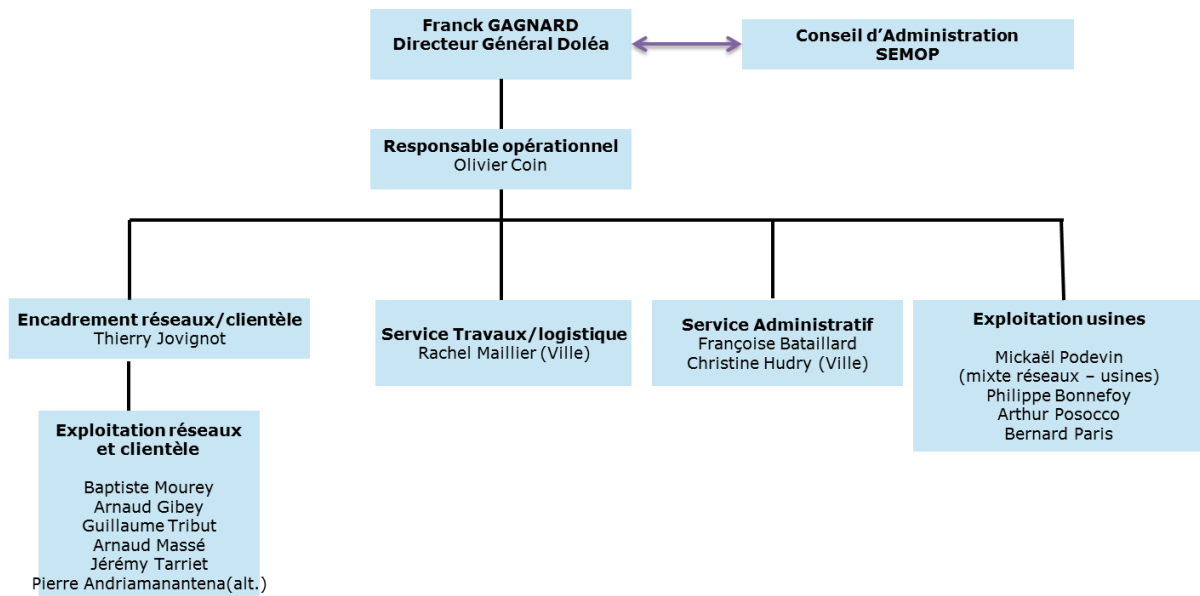 Franck GAGNARD
Directeur Général Doléa
Conseil d'Administration
SEMOP
Responsable opérationnel
Olivier Coin
Encadrement réseaux/clientèle
Thierry Jovignot
Service Travaux/logistique
Rachel Maillier (Ville)
Service Administratif
Françoise Bataillard
Christine Hudry (Ville)
Exploitation usines
Mickaël Podevin
(mixte réseaux – usines)
Philippe Bonnefoy
Arthur Posocco
Bernard Paris
Exploitation réseaux
et clientèle
Baptiste Mourey
Arnaud Gibey
Guillaume Tribut
Arnaud Massé
Jérémy Tarriet
Pierre Andriamanantena(alt.)